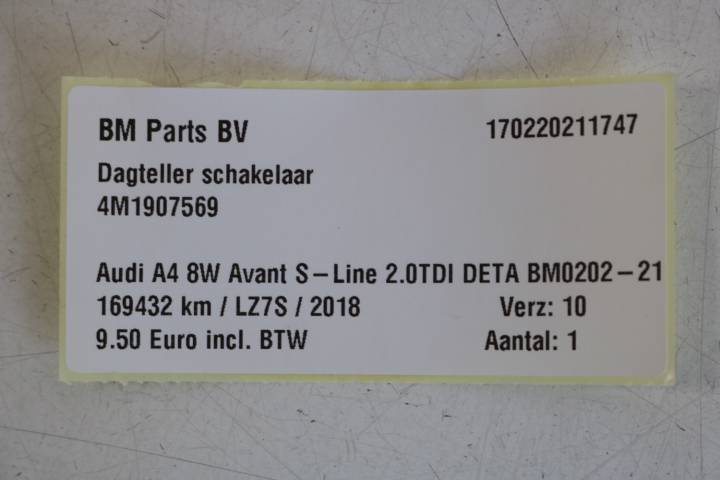 BM Parts BV 170220211747
Dagteller schakelaar
4M1907569
Audi A4 8W Avant S-Line 2.0TDI DETA BM0202-21
169432 km / LZ7S / 2018 Verz: 10
9.50 Euro incl. BTW Aantal: 1